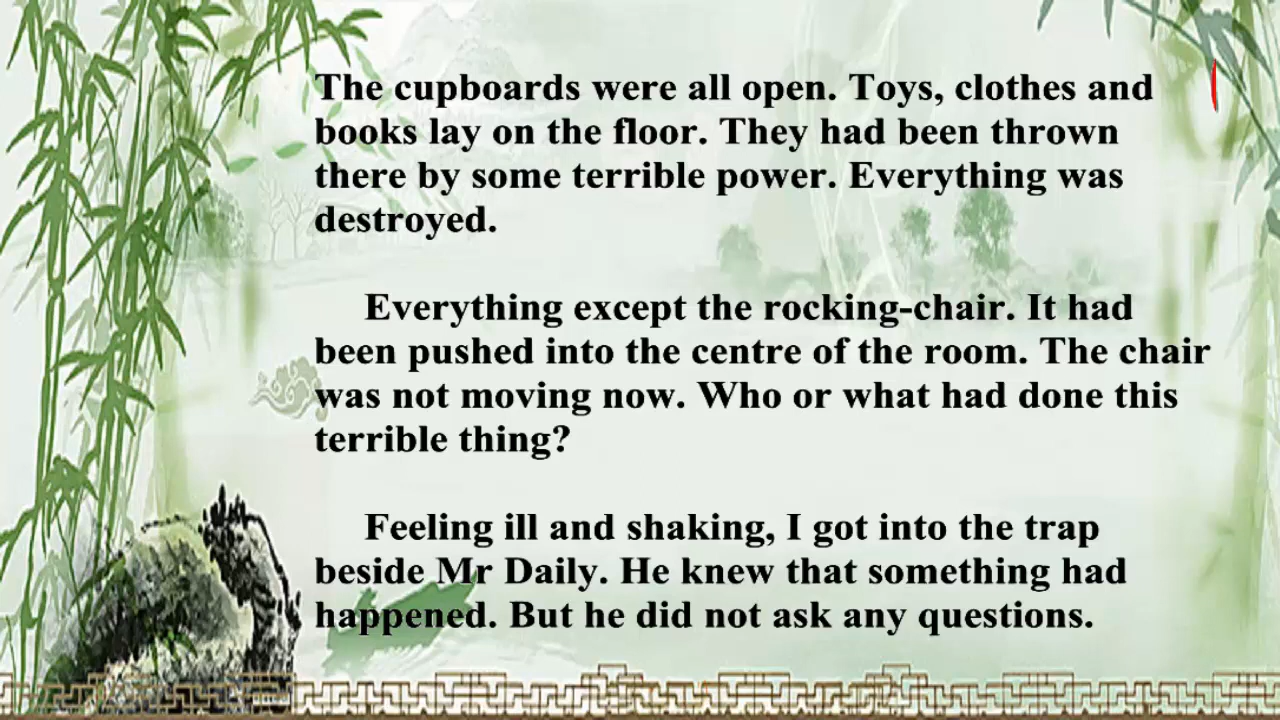 The cupboards were all open. Toys, clothes and
books lay on the floor. They had been thrown
there by some terrible power. Everything was
destroyed.
Everything except the rocking-chair. It had
been pushed into the centre of the room. The chair
was not moving now. Who or what had done this
terrible thing?
Feeling ill and shaking, I got into the trap
beside Mr Daily. He knew that something had
happened. But he did not ask any questions.